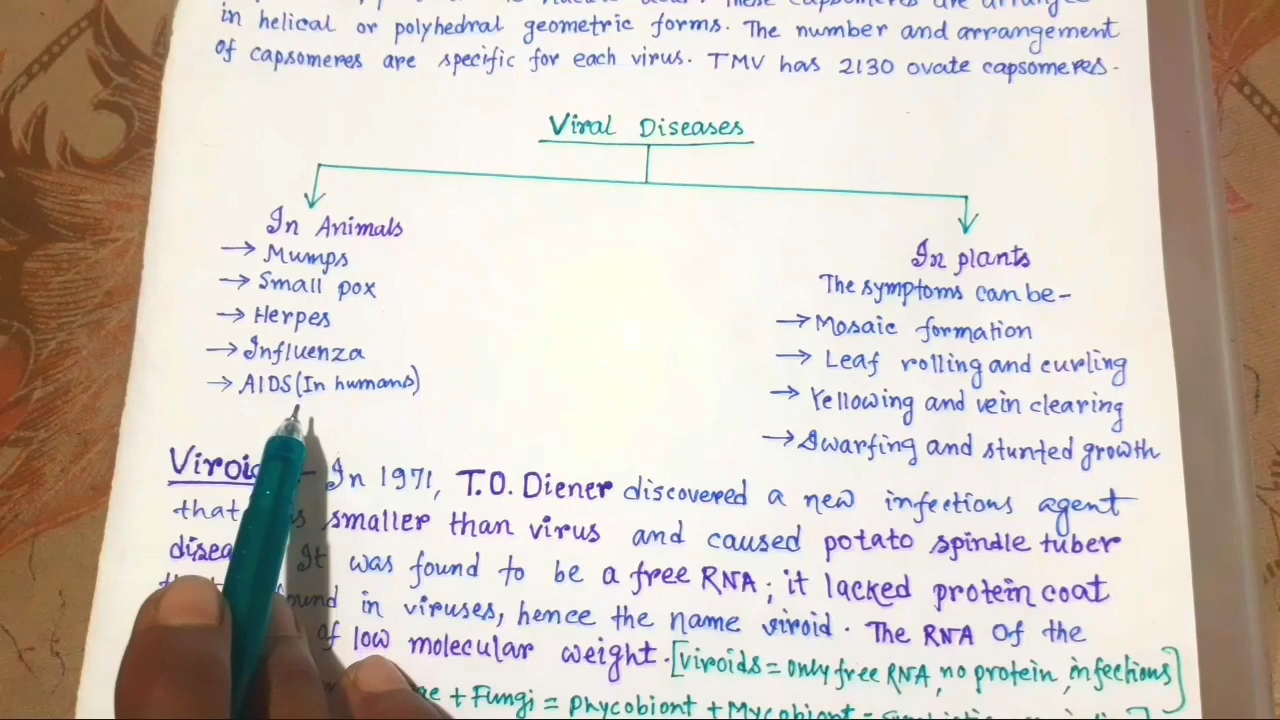 in helical or polyhedral geometric forms. The number and arrangement
of capsomeres are specific for each virus. TMV has 2130 ovate capsomeres.
Viral Diseases
In Animals
→ Mumps
→ Small pox
→ Herpes
→ Influenza
→ AIDS (In humans)
In plants
The symptoms can be-
→ Mosaic formation
→ Leaf rolling and curling
→ Yellowing and vein clearing
→ Dwarfing and stunted growth
- In 1971, T.O. Diener discovered a new infectious agent
that smaller than virus and caused potato spindle tuber
It was found to be a free RNA; it lacked protein coat
in viruses, hence the name viroid. The RNA of the
of low molecular weight. [Viroids = only free RNA, no protein, infectious]
+ Fungi = Phycobiont + Mycobiont =